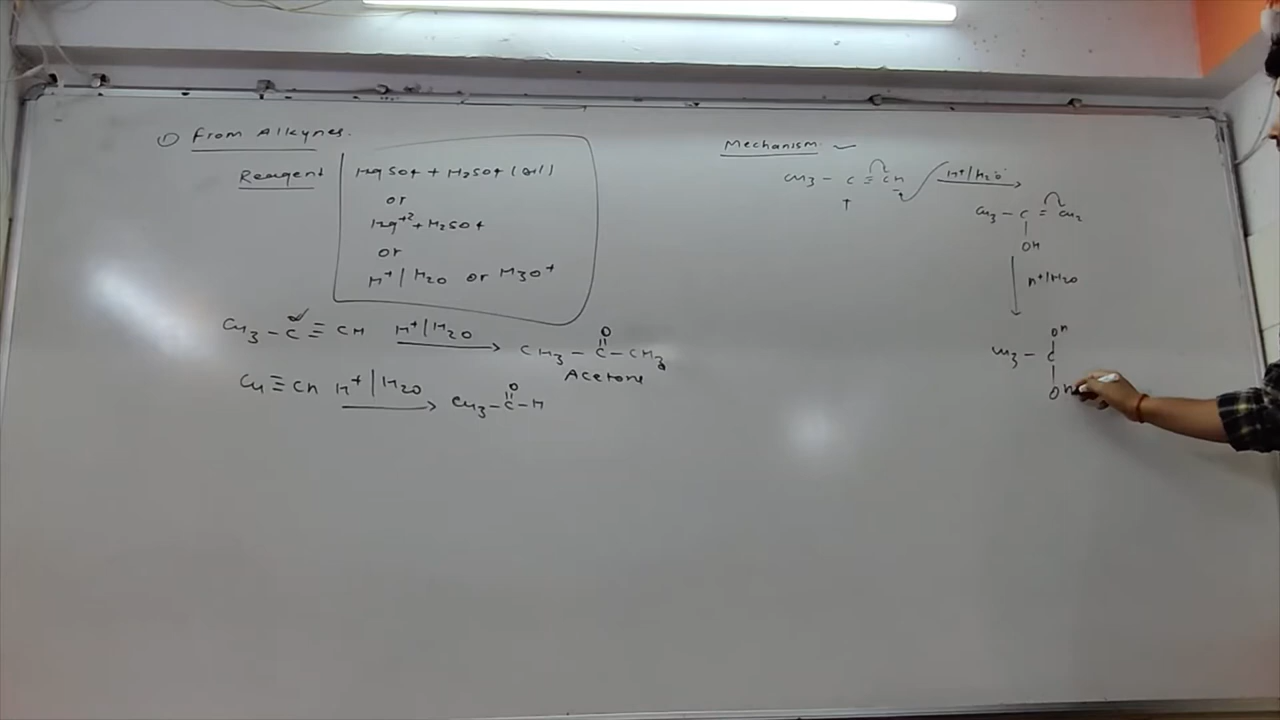 ① From Alkynes.
Reagent
HgSO4 + H2SO4 (dil)
or
Hg+2 + H2SO4
or
H+ | H2O or H3O+
CH3 – C ≡ CH H+ | H2O CH3 – C – CH3
O
Acetone
CH ≡ CH H+ | H2O CH3 – C – H
O
Mechanism
CH3 – C ≡ CH H+ | H2O
CH3 – C = CH2
OH
H+ | H2O
OH
CH3 – C
OH